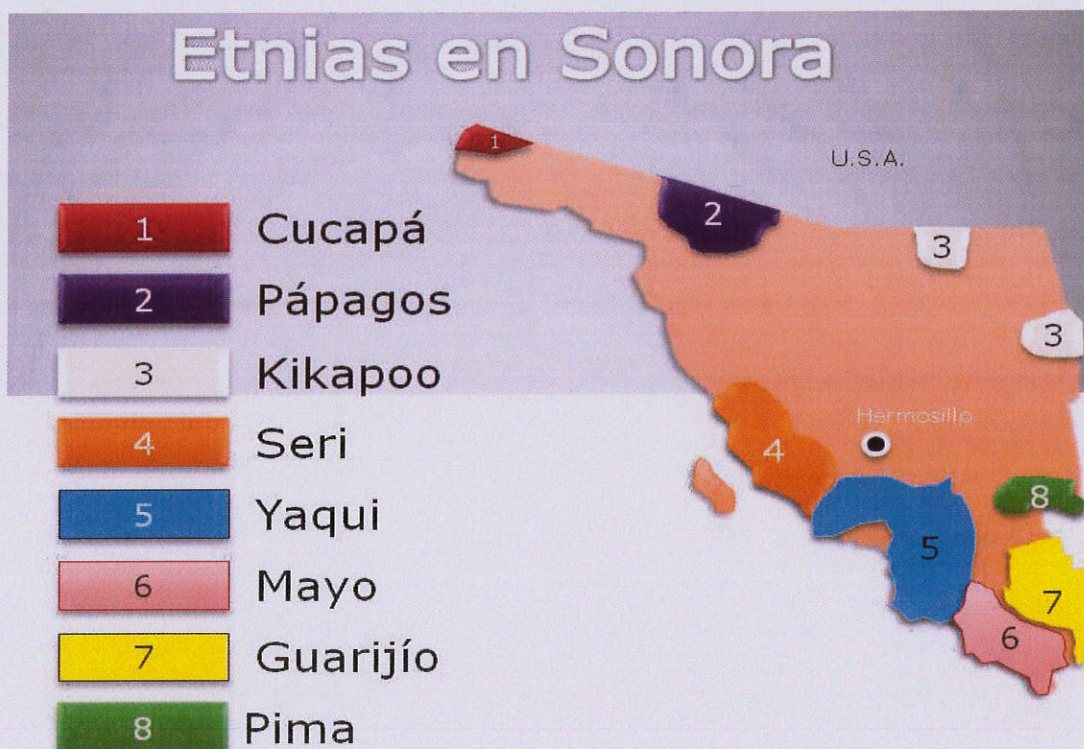 Etnias en Sonora
U.S.A.
1 Cucapá
2 Pápagos
3 Kikapoo
4 Seri
5 Yaqui
6 Mayo
7 Guarijío
8 Pima
1
2
3
3
Hermosillo
4
8
5
7
6